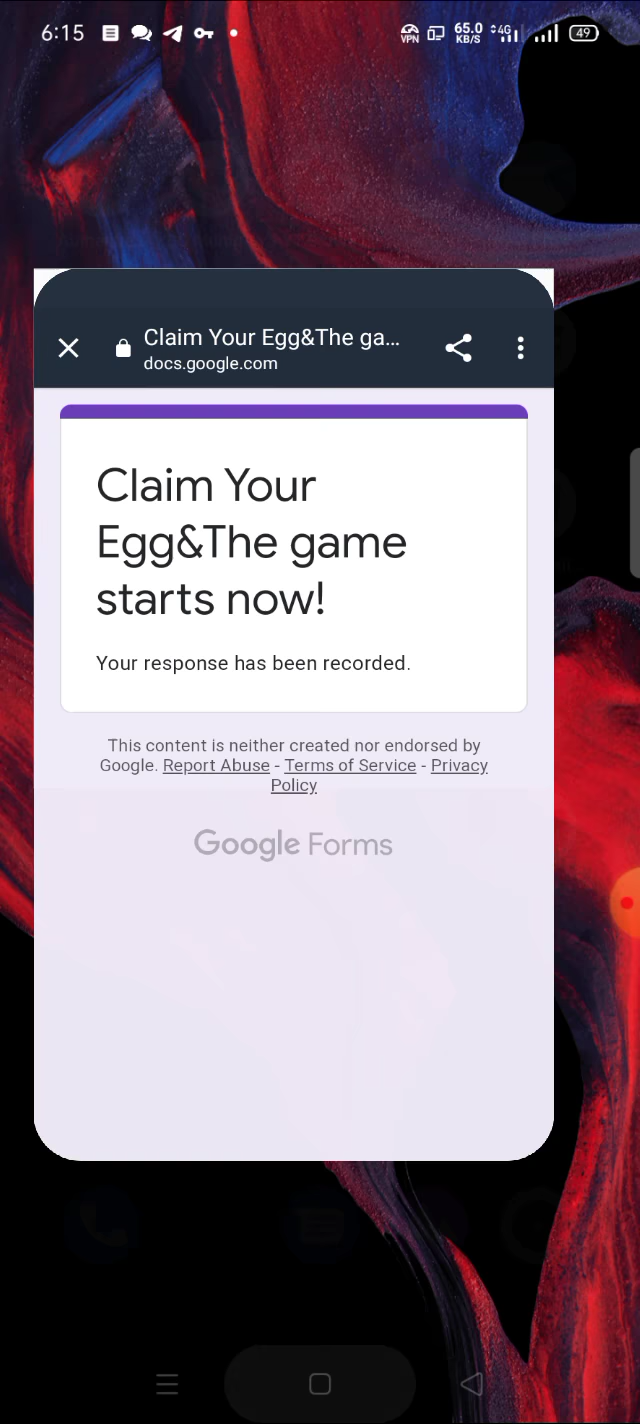 6:15 VPN 65.0 KB/S 4G 49
Claim Your Egg&The ga...
docs.google.com
Claim Your
Egg&The game
starts now!
Your response has been recorded.
This content is neither created nor endorsed by
Google. Report Abuse - Terms of Service - Privacy
Policy
Google Forms